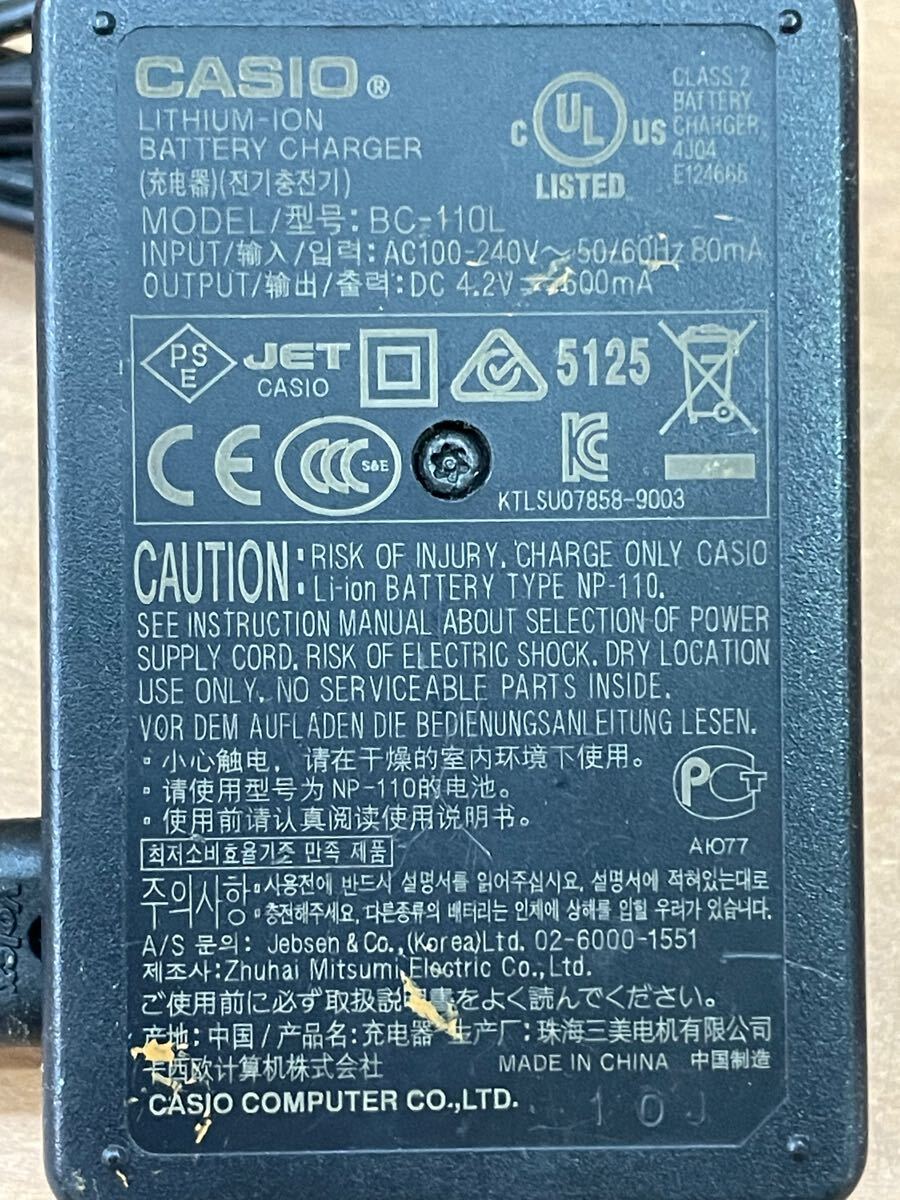 CASIO®
LITHIUM-ION
BATTERY CHARGER
(充电器)(전기충전기)
C UL US
LISTED
CLASS 2
BATTERY
CHARGER
4J04
E124666
MODEL/型号: BC-110L
INPUT/输入/입력: AC100-240V～50/60Hz 80mA
OUTPUT/输出/출력: DC 4.2V ⎓ 600mA
PS
E
JET
CASIO
5125
CE
CCC S&E
KC
KTLSU07858-9003
CAUTION: RISK OF INJURY. CHARGE ONLY CASIO
Li-ion BATTERY TYPE NP-110.
SEE INSTRUCTION MANUAL ABOUT SELECTION OF POWER
SUPPLY CORD. RISK OF ELECTRIC SHOCK. DRY LOCATION
USE ONLY. NO SERVICEABLE PARTS INSIDE.
VOR DEM AUFLADEN DIE BEDIENUNGSANLEITUNG LESEN.
▫ 小心触电，请在干燥的室内环境下使用。
▫ 请使用型号为 NP-110的电池。
▫ 使用前请认真阅读使用说明书。
PCT
АЮ77
최저소비효율기준 만족 제품
주의사항 ▫사용전에 반드시 설명서를 읽어주십시요. 설명서에 적혀있는대로
▫충전해주세요. 다른종류의 배터리는 인체에 상해를 입힐 우려가 있습니다.
A/S 문의: Jebsen & Co.,(Korea)Ltd. 02-6000-1551
제조사: Zhuhai Mitsumi Electric Co.,Ltd.
ご使用前に必ず取扱説明書をよく読んでください。
产地: 中国 / 产品名: 充电器 生产厂: 珠海三美电机有限公司
卡西欧计算机株式会社 MADE IN CHINA 中国制造
CASIO COMPUTER CO.,LTD.
10J